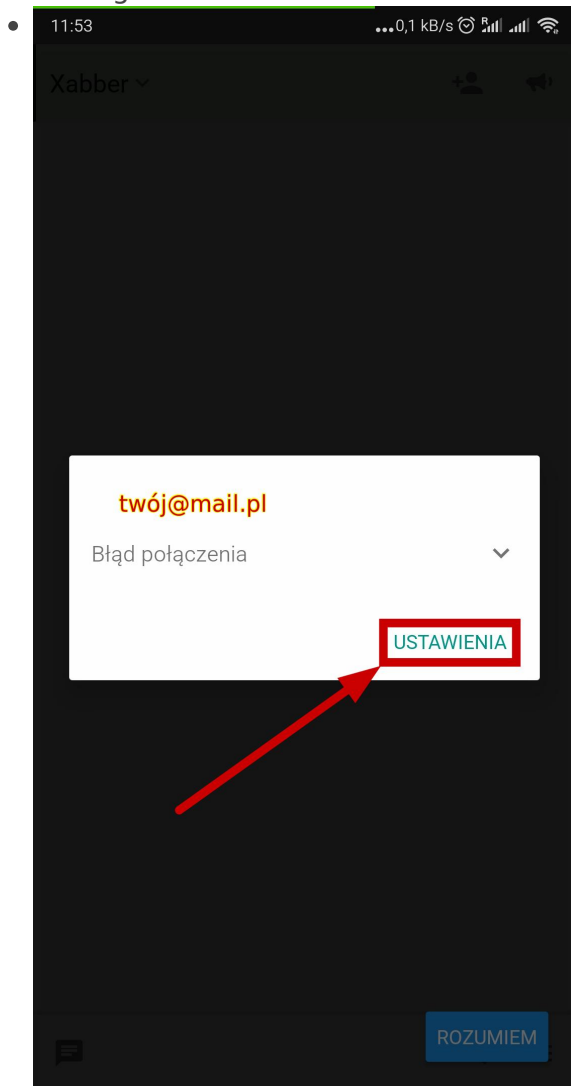 11:53
...0,1 kB/s
R
Xabber
twój@mail.pl
Błąd połączenia
USTAWIENIA
ROZUMIEM